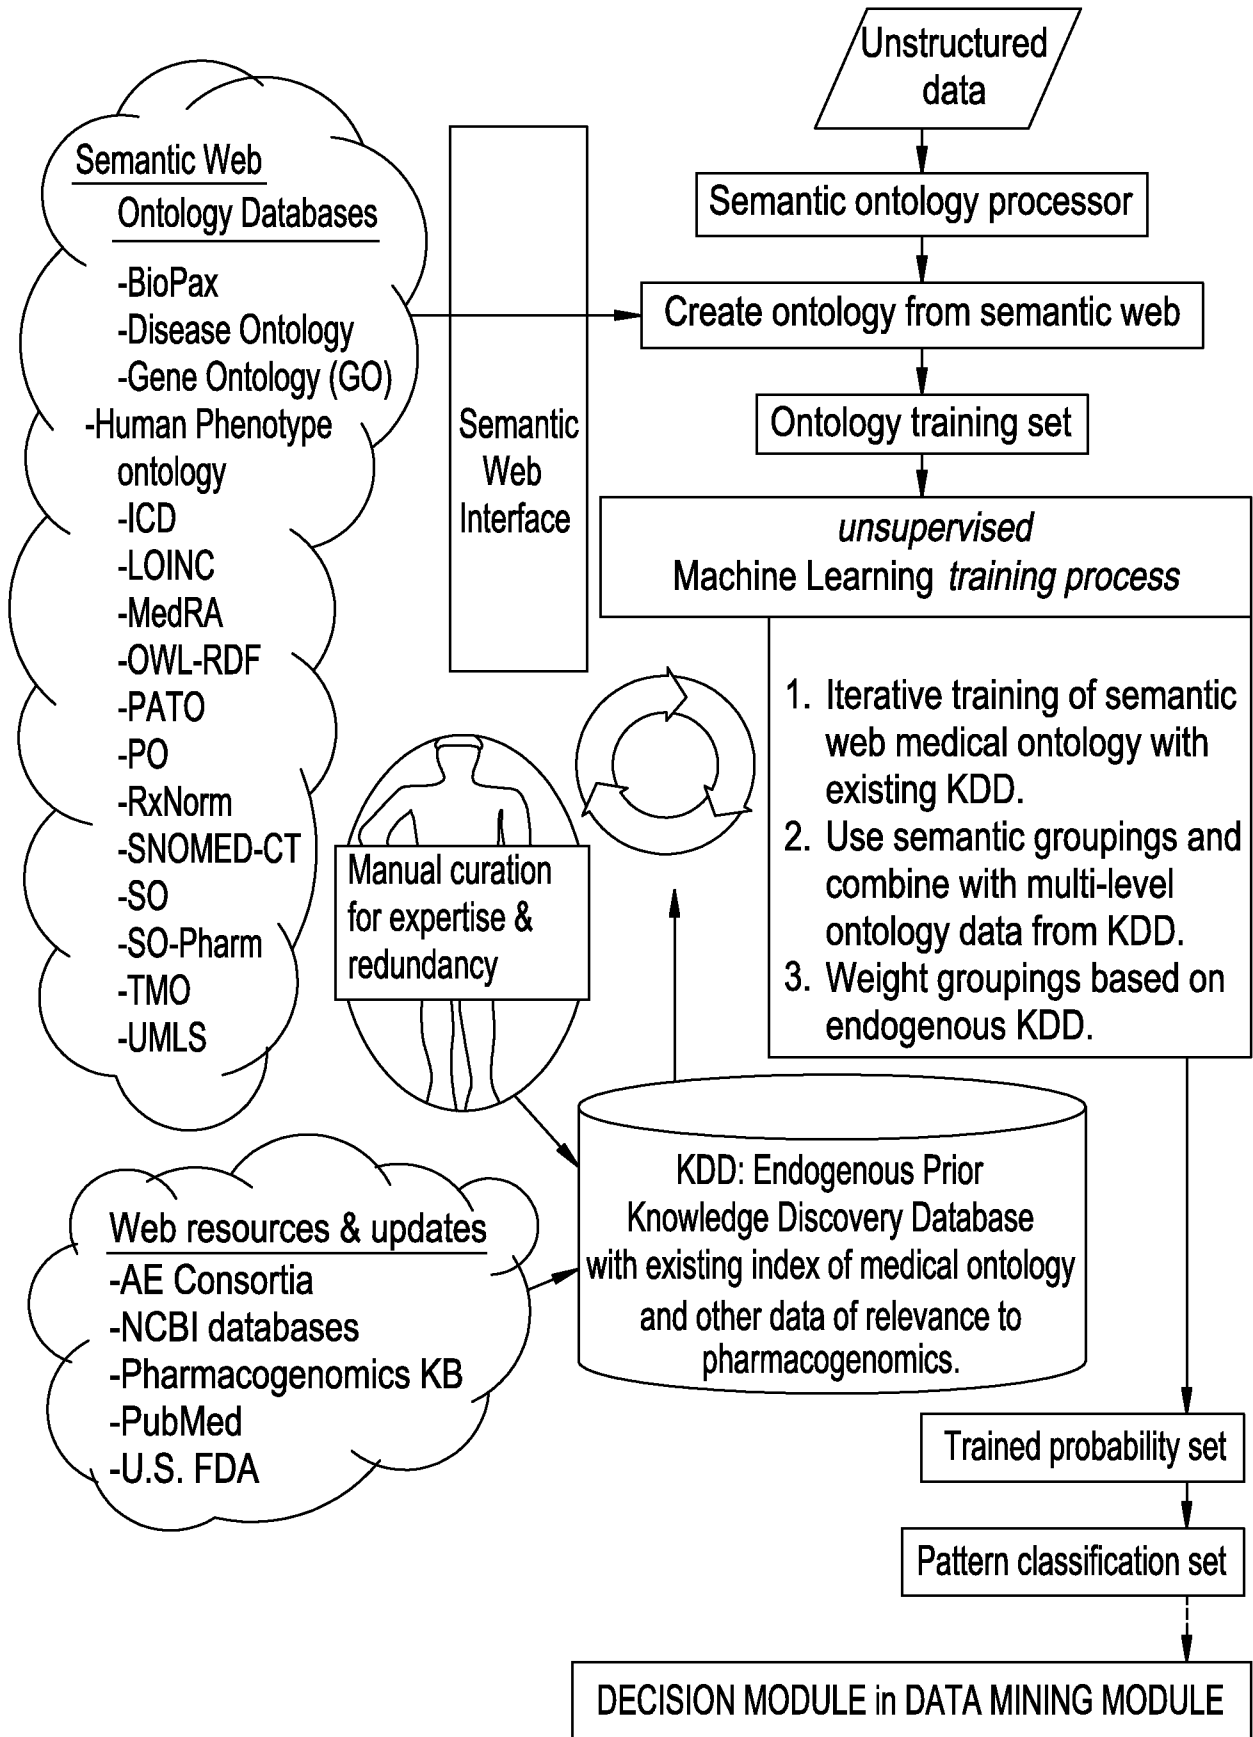 Unstructured
data
Semantic ontology processor
Create ontology from semantic web
Ontology training set
unsupervised
Machine Learning training process
1. Iterative training of semantic
web medical ontology with
existing KDD.
2. Use semantic groupings and
combine with multi-level
ontology data from KDD.
3. Weight groupings based on
endogenous KDD.
Semantic Web
Ontology Databases
-BioPax
-Disease Ontology
-Gene Ontology (GO)
-Human Phenotype
ontology
-ICD
-LOINC
-MedRA
-OWL-RDF
-PATO
-PO
-RxNorm
-SNOMED-CT
-SO
-SO-Pharm
-TMO
-UMLS
Semantic
Web
Interface
Manual curation
for expertise &
redundancy
Web resources & updates
-AE Consortia
-NCBI databases
-Pharmacogenomics KB
-PubMed
-U.S. FDA
KDD: Endogenous Prior
Knowledge Discovery Database
with existing index of medical ontology
and other data of relevance to
pharmacogenomics.
Trained probability set
Pattern classification set
DECISION MODULE in DATA MINING MODULE